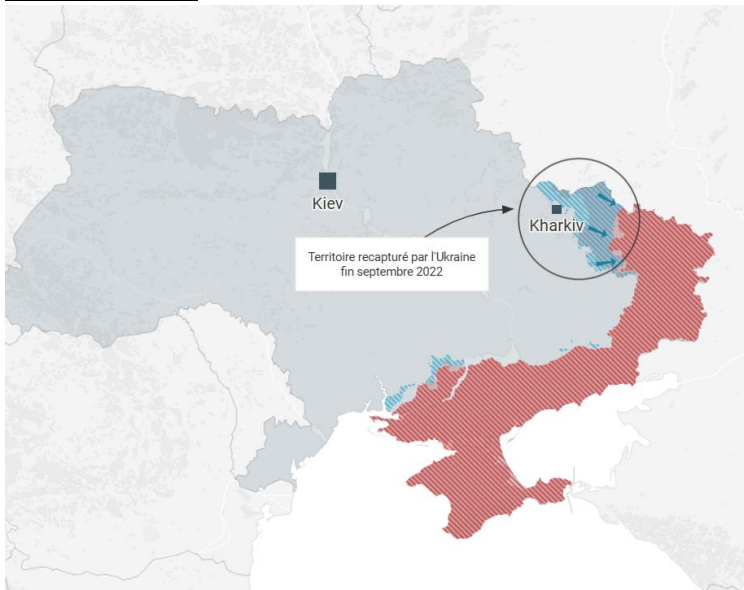 Kiev
Kharkiv
Territoire recapturé par l'Ukraine
fin septembre 2022